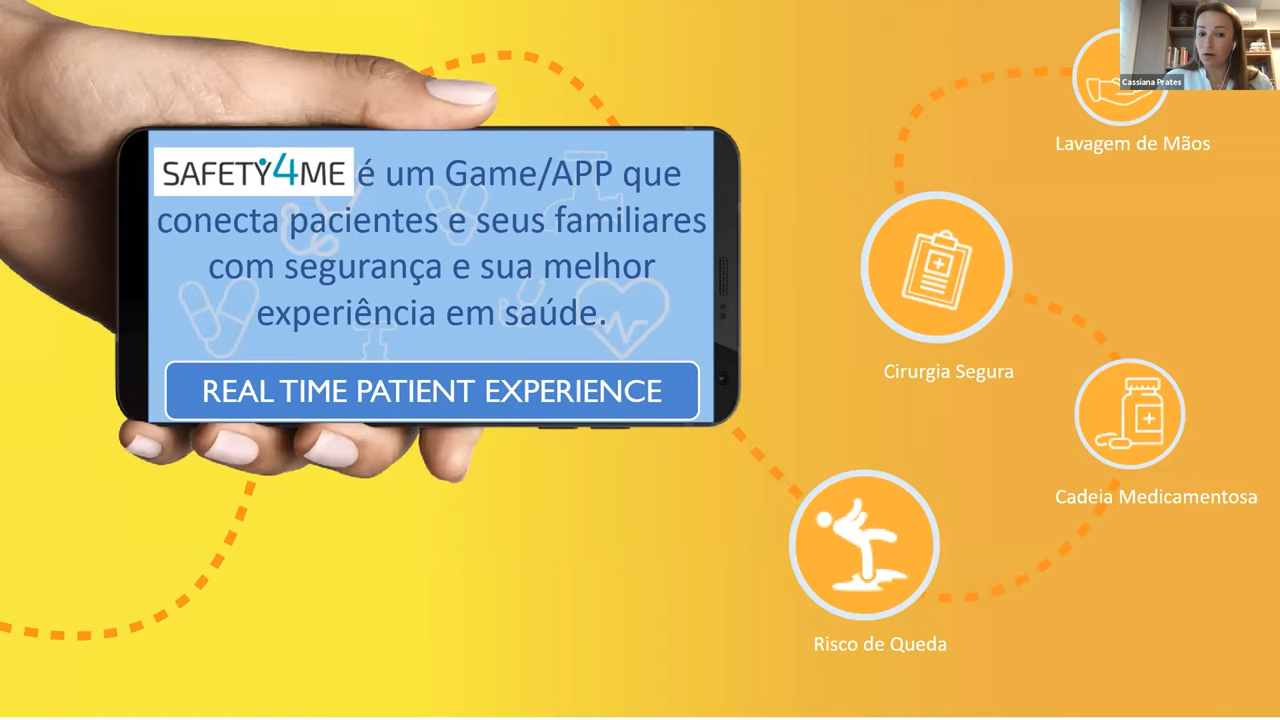 SAFETY4ME é um Game/APP que
conecta pacientes e seus familiares
com segurança e sua melhor
experiência em saúde.
REAL TIME PATIENT EXPERIENCE
Cassiana Prates
Lavagem de Mãos
Cirurgia Segura
Cadeia Medicamentosa
Risco de Queda